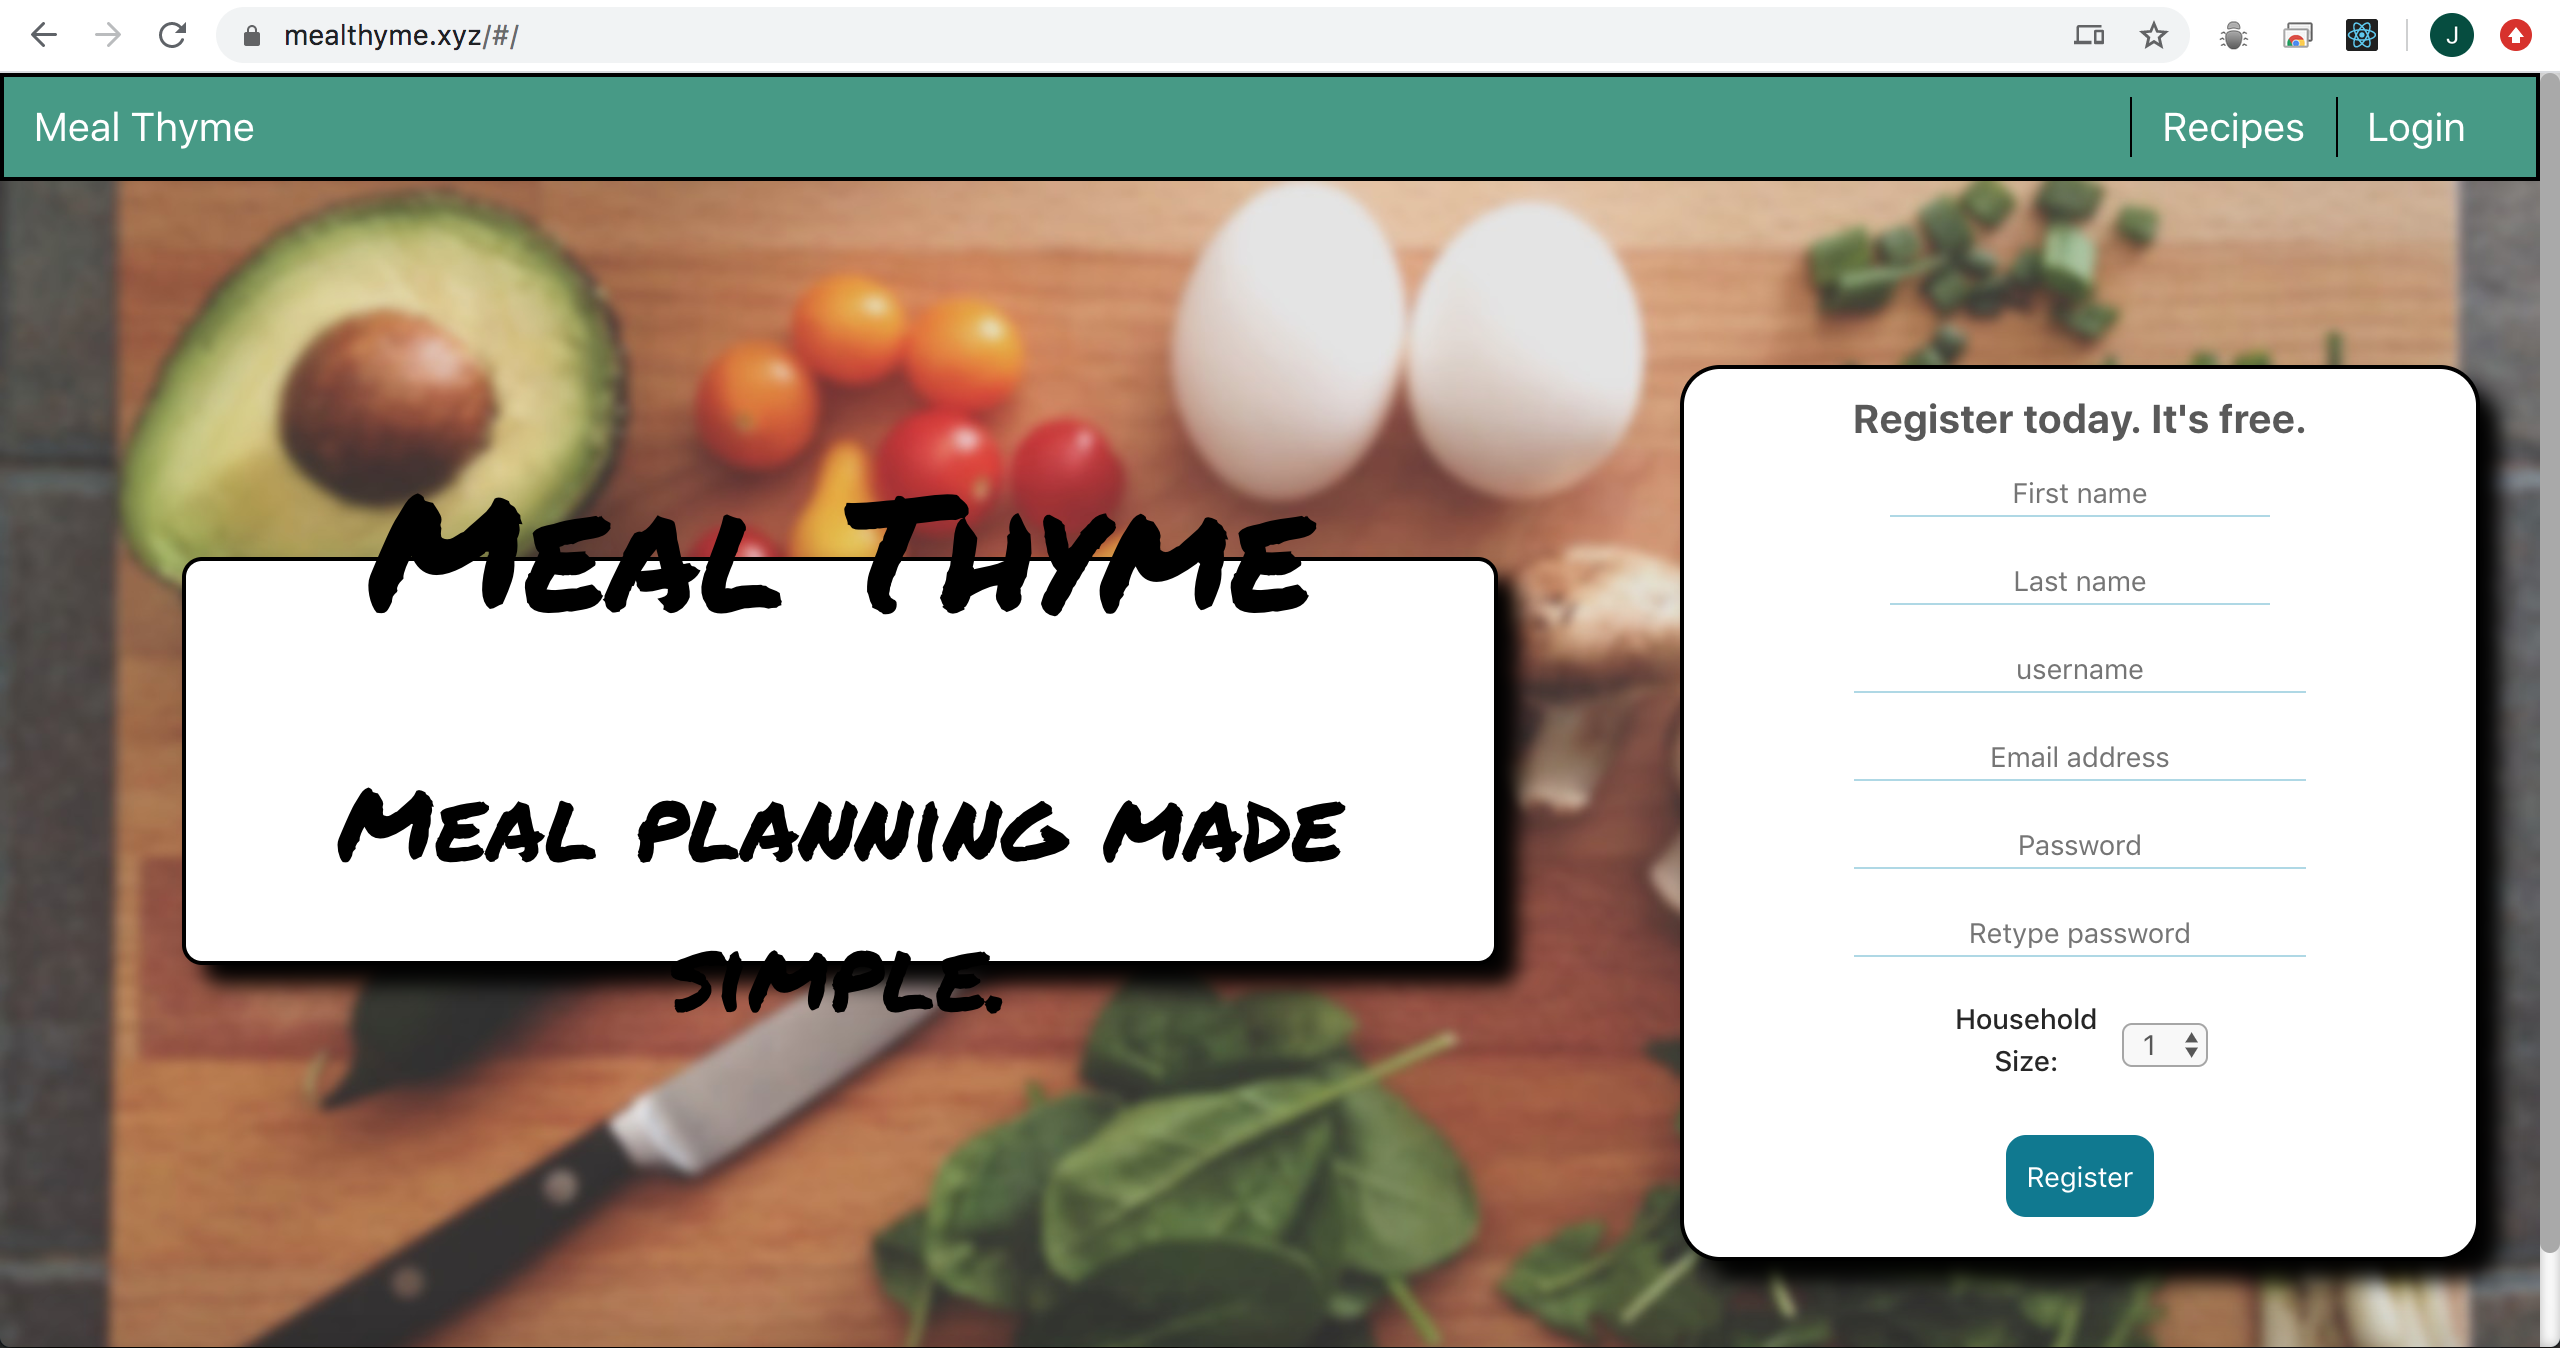 mealthyme.xyz/#/
J
Meal Thyme
Recipes
Login
Meal Thyme
Meal planning made
simple.
Register today. It's free.
First name
Last name
username
Email address
Password
Retype password
Household
Size:
1
Register